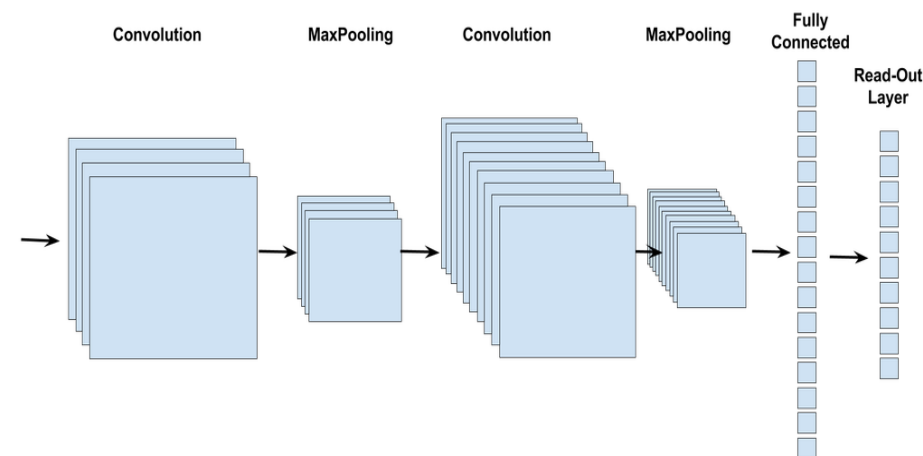 Convolution
MaxPooling
Convolution
MaxPooling
Fully
Connected
Read-Out
Layer